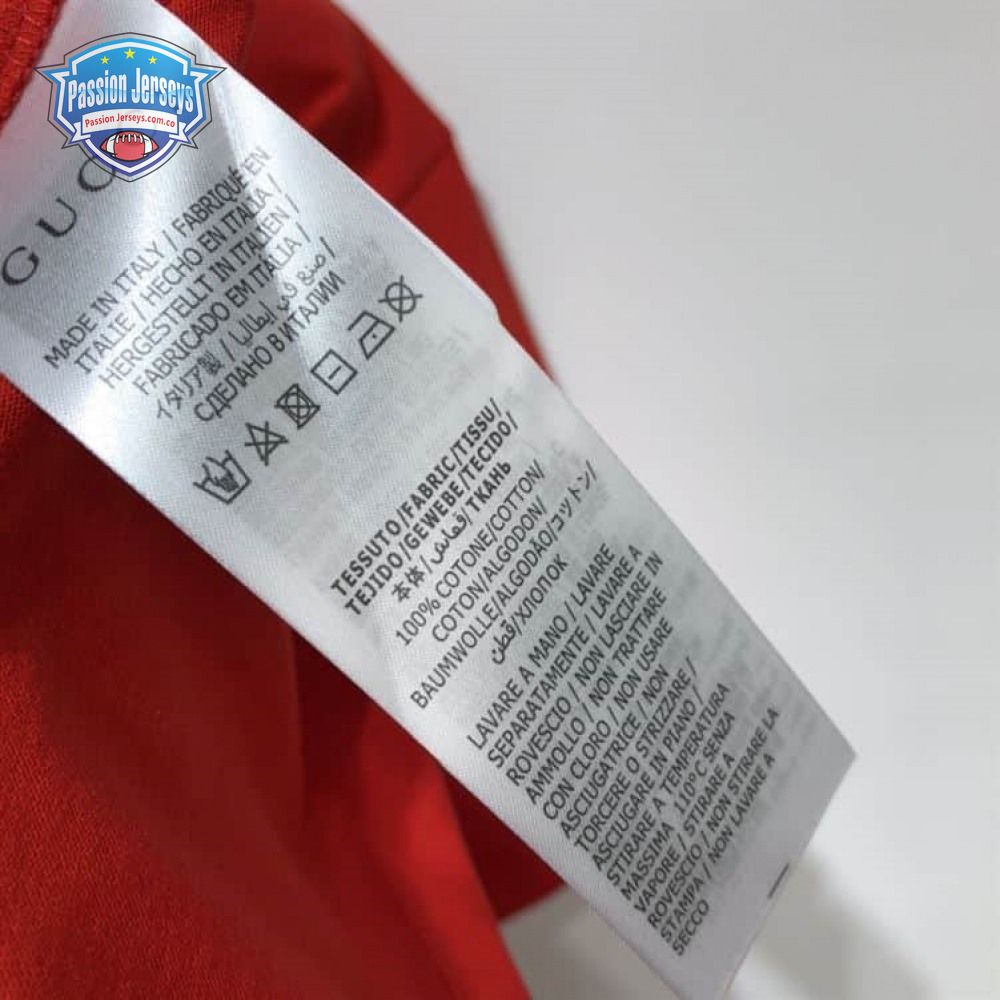 Passion Jerseys
Passion Jerseys.com.co
GUC
MADE IN ITALY / FABRIQUÉ EN
ITALIE / HECHO EN ITALIA /
HERGESTELLT IN ITALIEN /
FABRICADO EM ITALIA /
イタリア製 / صنع في إيطاليا /
СДЕЛАНО В ИТАЛИИ
TESSUTO/FABRIC/TISSU/
TEJIDO/GEWEBE/TECIDO/
本体/قماش/ТКАНЬ
100% COTONE/COTTON/
COTON/ALGODON/
BAUMWOLLE/ALGODÃO/コットン/
قطن/ХЛОПОК
LAVARE A MANO / LAVARE
SEPARATAMENTE / LAVARE A
ROVESCIO / NON LASCIARE IN
AMMOLLO / NON TRATTARE
CON CLORO / NON USARE
ASCIUGATRICE / NON
TORCERE O STRIZZARE /
ASCIUGARE IN PIANO /
STIRARE A TEMPERATURA
MASSIMA 110°C SENZA
VAPORE / STIRARE A
ROVESCIO / NON STIRARE LA
STAMPA / NON LAVARE A
SECCO